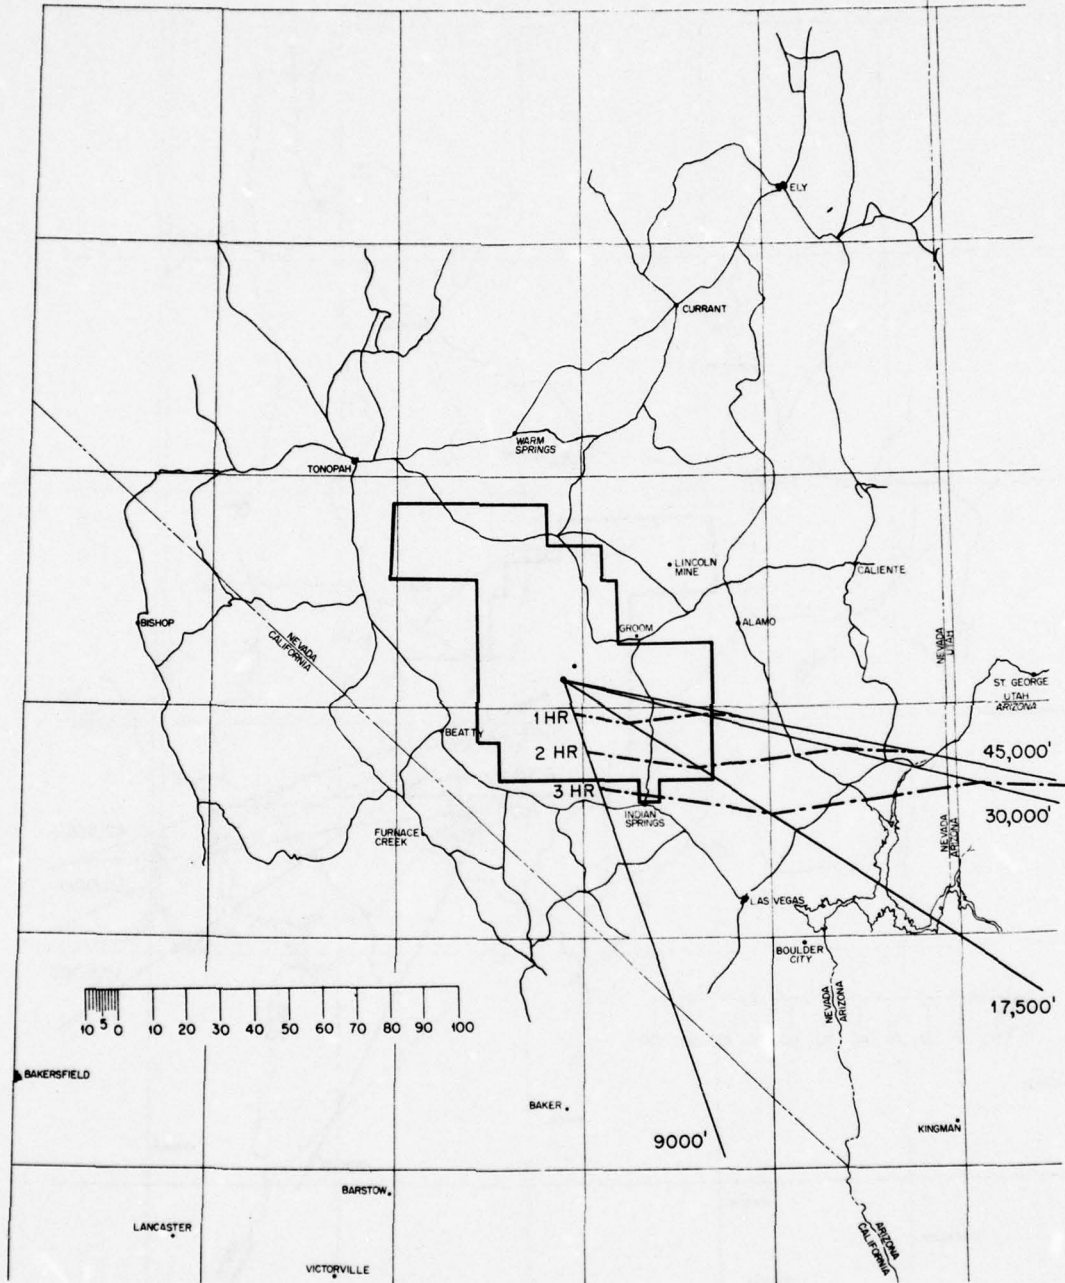 ELY
CURRANT
WARM
SPRINGS
TONOPAH
LINCOLN
MINE
CALIENTE
BISHOP
GROOM
ALAMO
NEVADA
CALIFORNIA
NEVADA
UTAH
ST. GEORGE
UTAH
ARIZONA
1 HR
BEATTY
2 HR
45,000'
3 HR
30,000'
INDIAN
SPRINGS
FURNACE
CREEK
NEVADA
ARIZONA
LAS VEGAS
BOULDER
CITY
NEVADA
ARIZONA
17,500'
10 5 0 10 20 30 40 50 60 70 80 90 100
BAKERSFIELD
BAKER
KINGMAN
9000'
BARSTOW
LANCASTER
ARIZONA
CALIFORNIA
VICTORVILLE